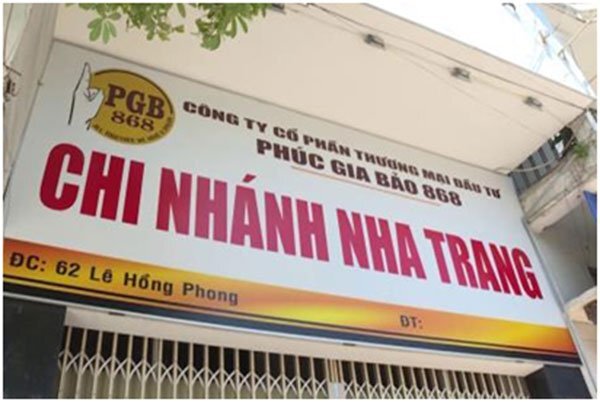 PGB
868
CÔNG TY CỔ PHẦN THƯƠNG MẠI ĐẦU TƯ
PHÚC GIA BẢO 868
CHI NHÁNH NHA TRANG
ĐC: 62 Lê Hồng Phong
ĐT: